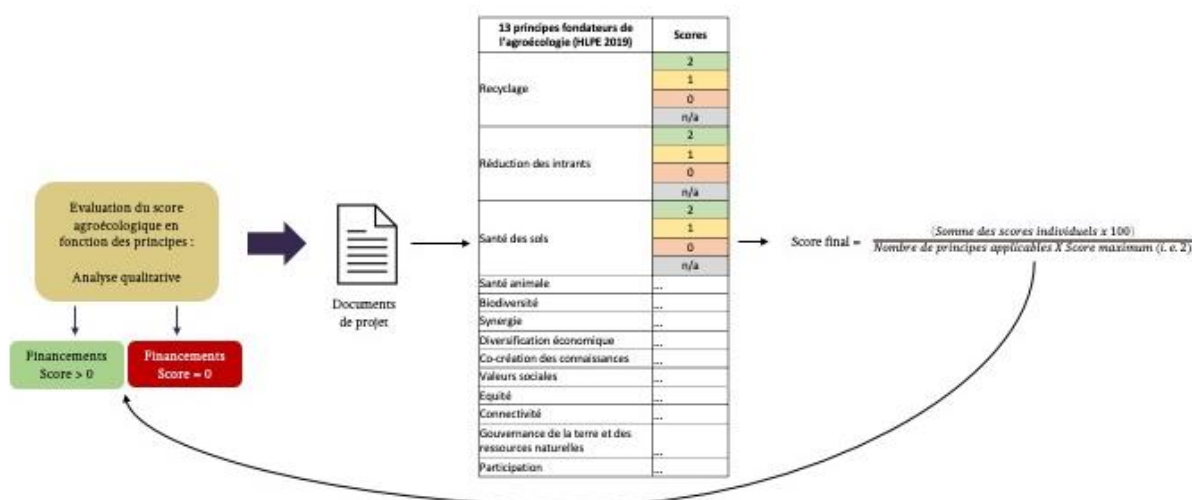 Evaluation du score
agroécologique en
fonction des principes :
Analyse qualitative
Financements
Score > 0
Financements
Score = 0
Documents
de projet
13 principes fondateurs de
l'agroécologie (HLPE 2019)
Scores
Recyclage
2
1
0
n/a
Réduction des intrants
2
1
0
n/a
Santé des sols
2
1
0
n/a
Santé animale
...
Biodiversité
...
Synergie
...
Diversification économique
...
Co-création des connaissances
...
Valeurs sociales
...
Equité
...
Connectivité
...
Gouvernance de la terre et des
ressources naturelles
...
Participation
...
Score final =
(Somme des scores individuels x 100)
Nombre de principes applicables X Score maximum (i. e. 2)